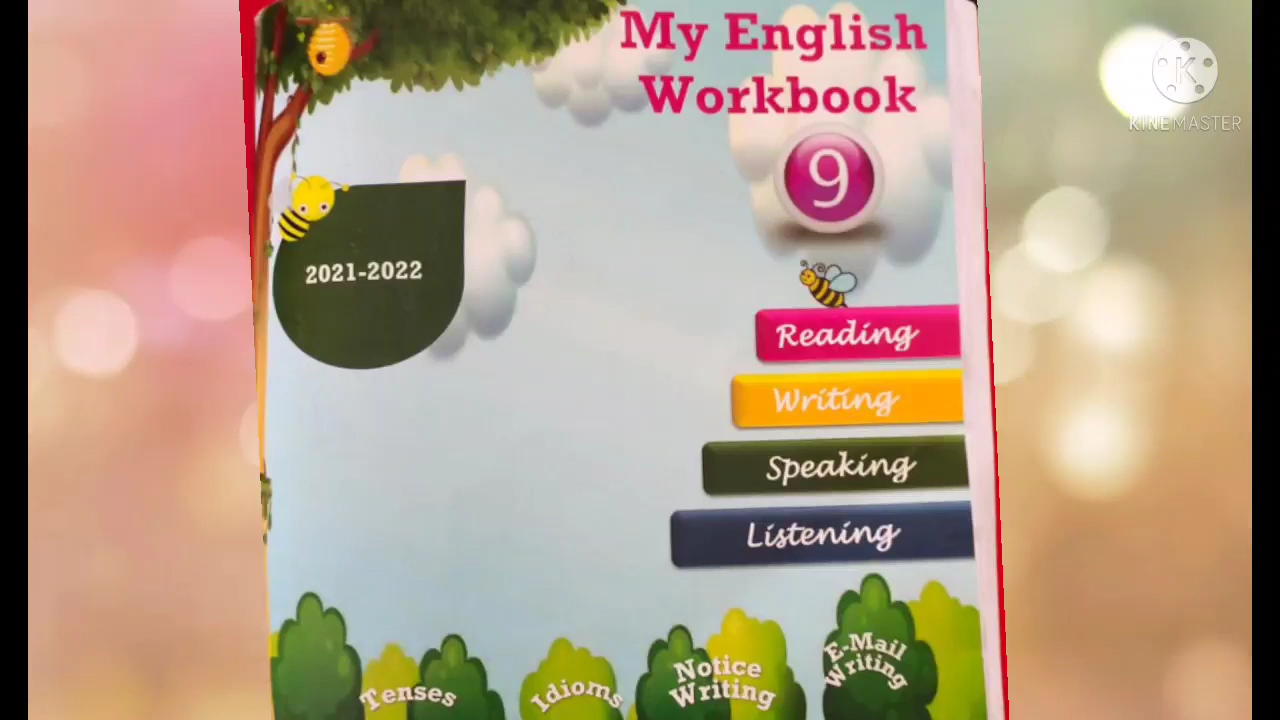 My English
Workbook
9
2021-2022
Reading
Writing
Speaking
Listening
Tenses
Idioms
Notice
Writing
E-Mail
Writing
K
KINEMASTER